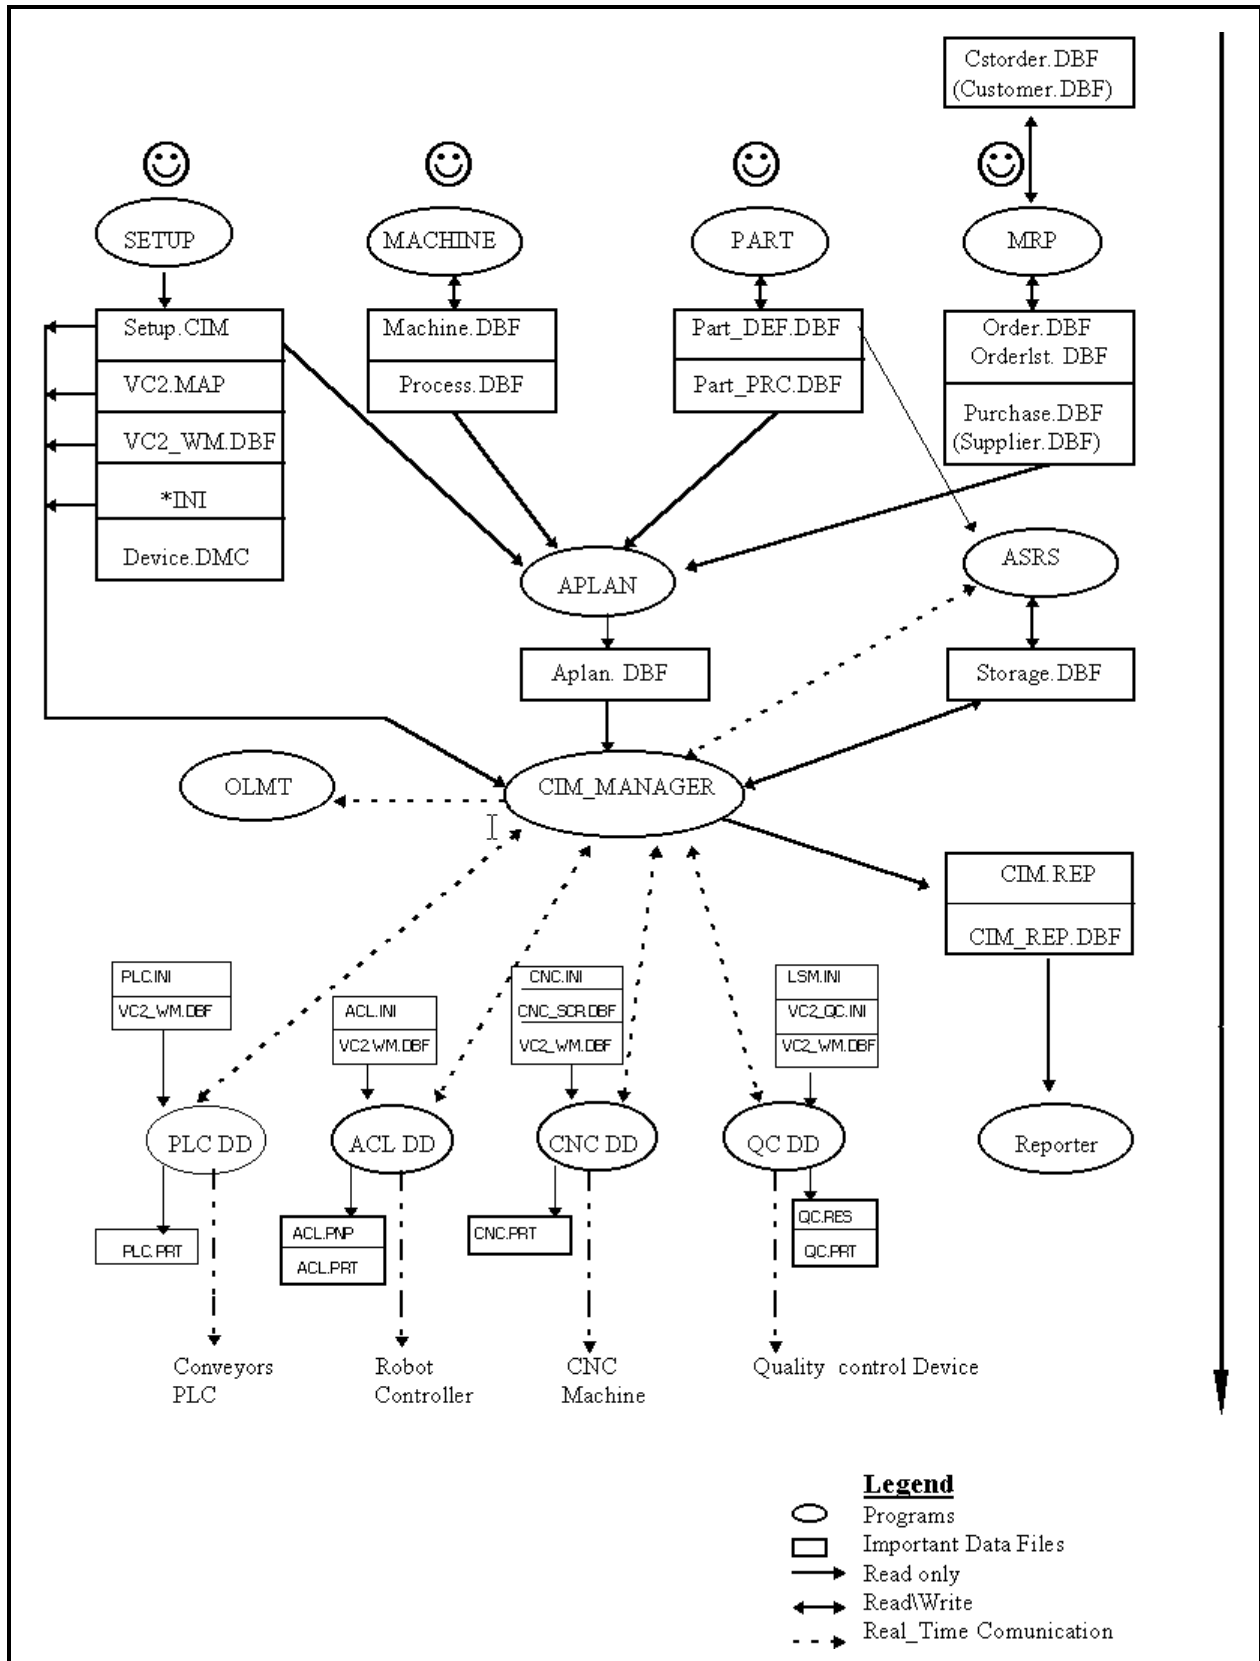 Cstorder.DBF
(Customer.DBF)
SETUP
MACHINE
PART
MRP
Setup.CIM
VC2.MAP
VC2_WM.DBF
*INI
Device.DMC
Machine.DBF
Process.DBF
Part_DEF.DBF
Part_PRC.DBF
Order.DBF
Orderlst. DBF
Purchase.DBF
(Supplier.DBF)
APLAN
ASRS
Aplan. DBF
Storage.DBF
OLMT
CIM_MANAGER
CIM.REP
CIM_REP.DBF
PLC.INI
VC2_WM.DBF
ACL.INI
VC2.WM.DBF
CNC.INI
CNC_SCR.DBF
VC2_WM.DBF
LSM.INI
VC2_QC.INI
VC2_WM.DBF
PLC DD
ACL DD
CNC DD
QC DD
Reporter
PLC.PRT
ACL.PNP
ACL.PRT
CNC.PRT
QC.RES
QC.PRT
Conveyors
PLC
Robot
Controller
CNC
Machine
Quality control Device
Legend
Programs
Important Data Files
Read only
Read\Write
Real_Time Comunication